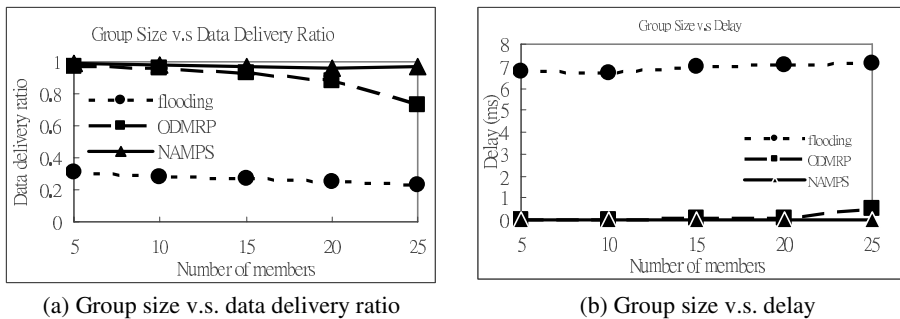 Group Size v.s Data Delivery Ratio
Data delivery ratio
1
0.8
0.6
0.4
0.2
0
flooding
ODMRP
NAMPS
5 10 15 20 25
Number of members
(a) Group size v.s. data delivery ratio
Group Size v.s Delay
Delay (ms)
8
7
6
5
4
3
2
1
0
flooding
ODMRP
NAMPS
5 10 15 20 25
Number of members
(b) Group size v.s. delay